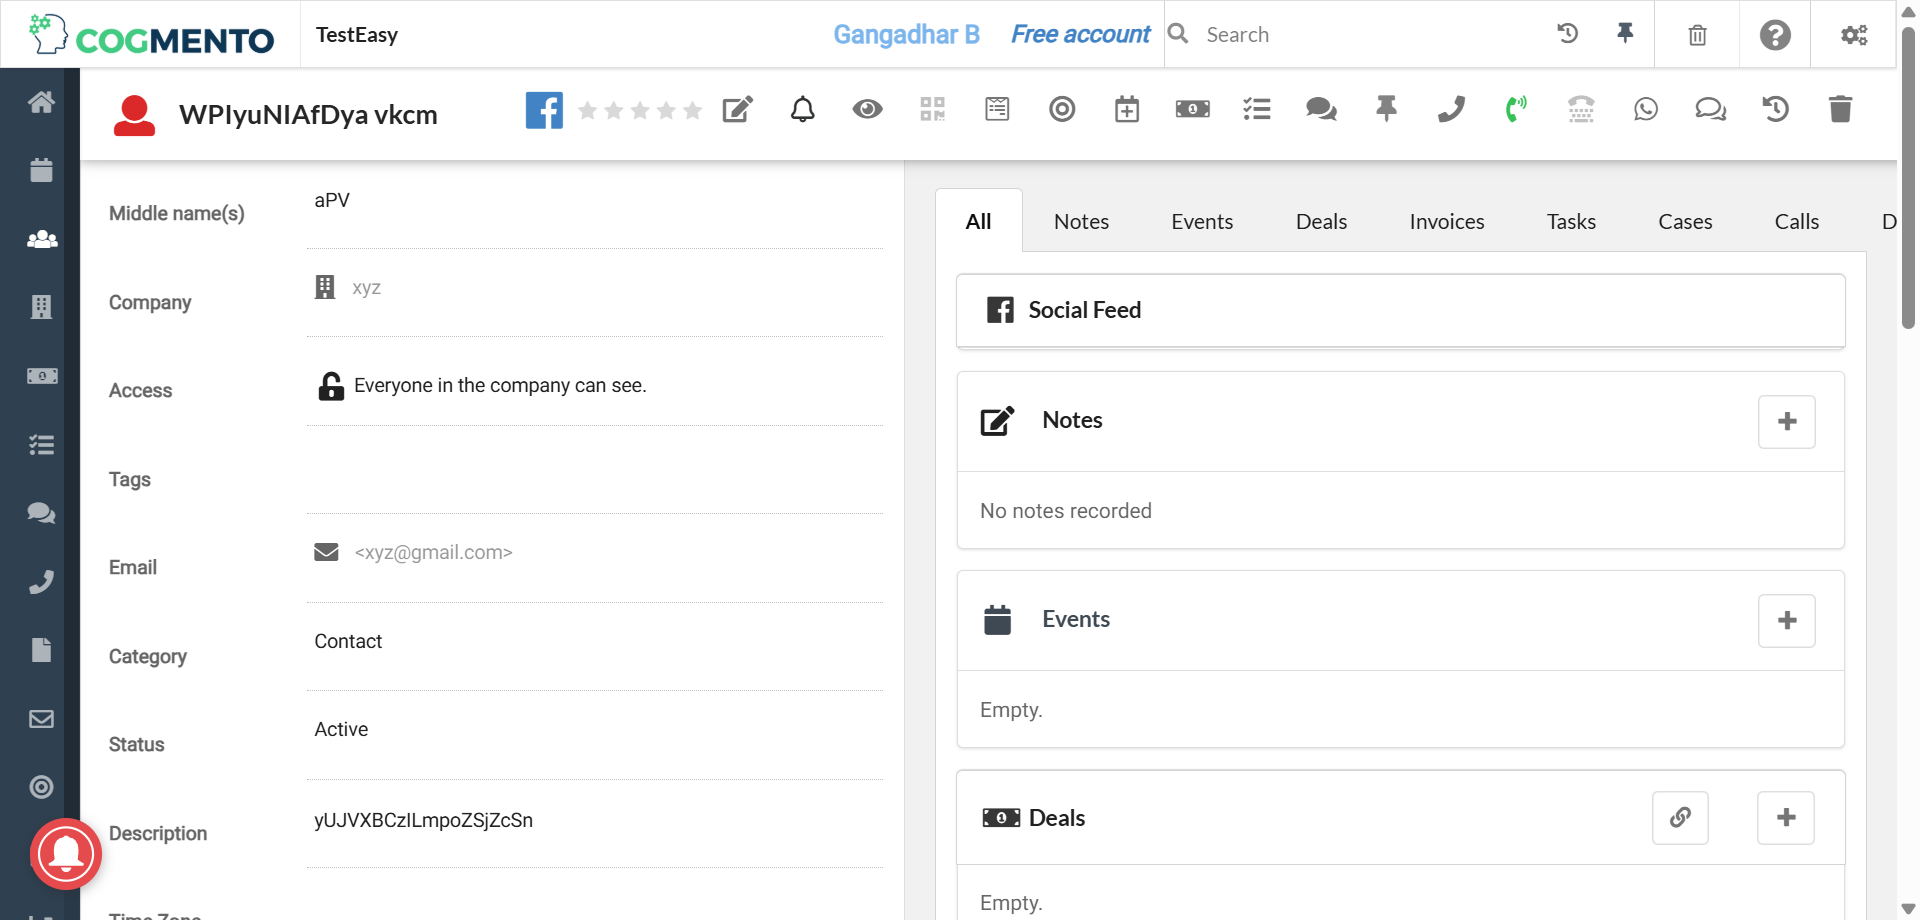 COGMENTO
TestEasy
Gangadhar B
Free account
Search
WPIyuNIAfDya vkcm
Middle name(s)
aPV
Company
xyz
Access
Everyone in the company can see.
Tags
Email
<xyz@gmail.com>
Category
Contact
Status
Active
Description
yUJVXBCzILmpoZSjZcSn
Time Zone
All
Notes
Events
Deals
Invoices
Tasks
Cases
Calls
D
Social Feed
Notes
No notes recorded
Events
Empty.
Deals
Empty.